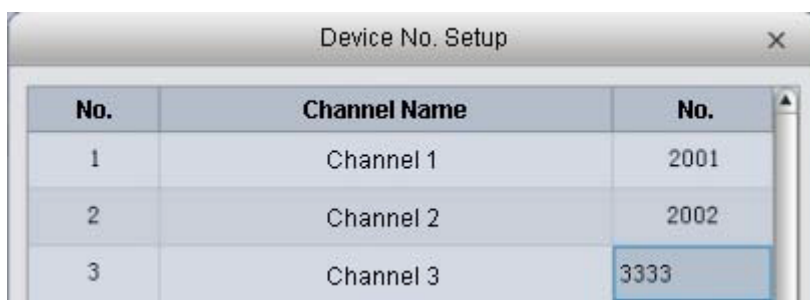 Device No. Setup
No. Channel Name No.
1 Channel 1 2001
2 Channel 2 2002
3 Channel 3 3333